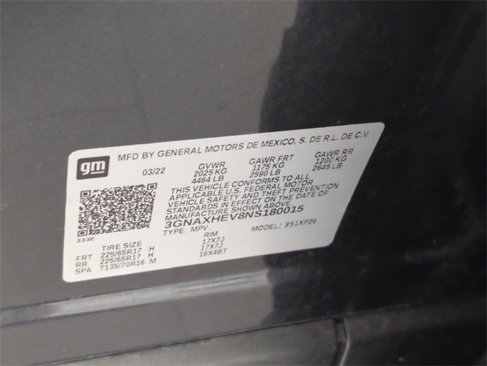 gm
MFD BY GENERAL MOTORS DE MEXICO, S. DE R.L. DE C.V.
03/22 GVWR GAWR FRT GAWR RR
2025 KG 1175 KG 1200 KG
4464 LB 2590 LB 2645 LB
THIS VEHICLE CONFORMS TO ALL
APPLICABLE U.S. FEDERAL MOTOR
VEHICLE SAFETY AND THEFT PREVENTION
STANDARDS IN EFFECT ON THE DATE OF
MANUFACTURE SHOWN ABOVE
3GNAXHEV8NS180015
TYPE: MPV MODEL: 851XP26
333E
TIRE SIZE RIM
FRT 225/65R17 H 17X7J
RR 225/65R17 H 17X7J
SPA T135/70R16 M 16X4BT